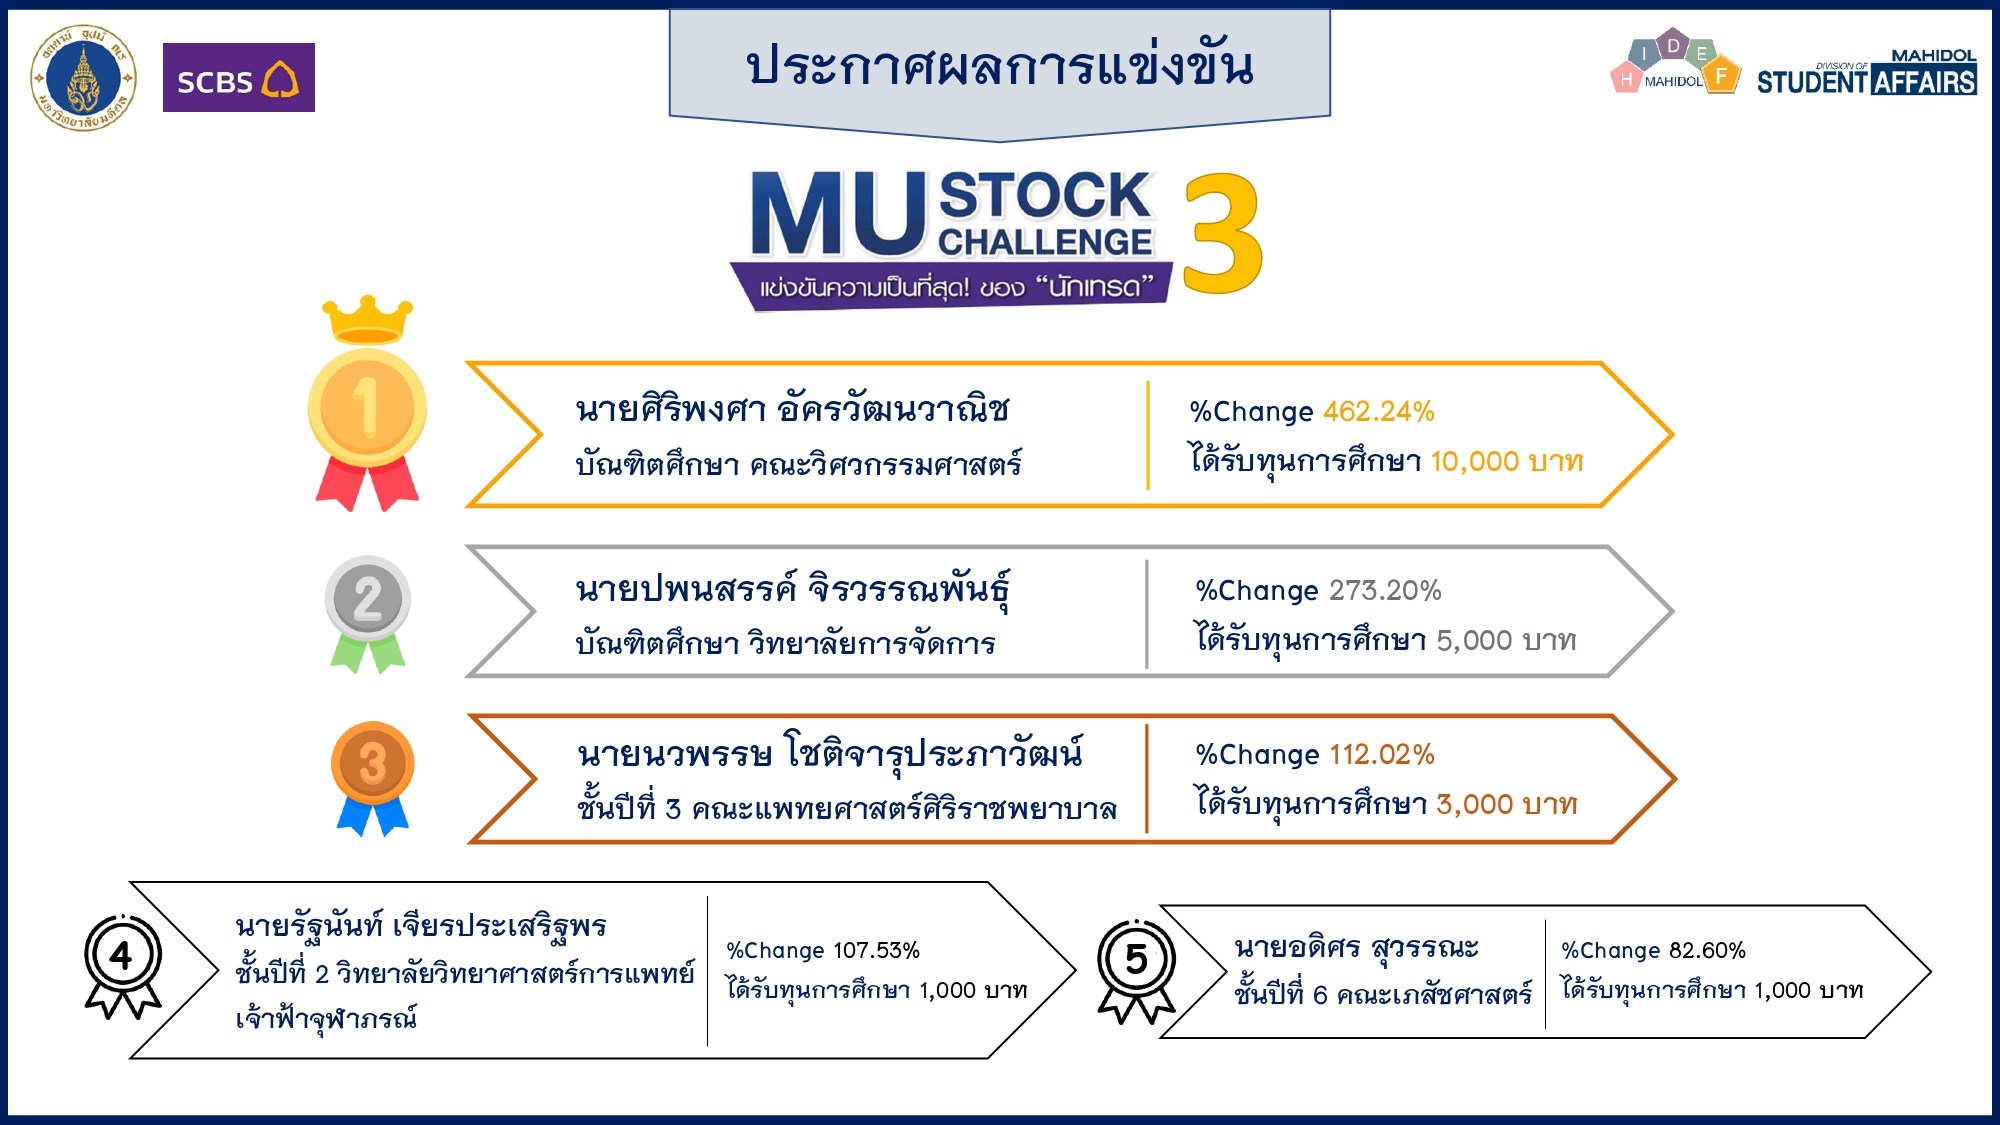 ประกาศผลการแข่งขัน
SCBS
H I D E F
MAHIDOL
MAHIDOL
DIVISION OF
STUDENT AFFAIRS
MU STOCK CHALLENGE 3
แข่งขันความเป็นที่สุด! ของ “นักเทรด”
1
นายศิริพงศา อัครวัฒนวาณิช
บัณฑิตศึกษา คณะวิศวกรรมศาสตร์
%Change 462.24%
ได้รับทุนการศึกษา 10,000 บาท
2
นายปพนสรรค์ จิรวรรณพันธุ์
บัณฑิตศึกษา วิทยาลัยการจัดการ
%Change 273.20%
ได้รับทุนการศึกษา 5,000 บาท
3
นายนวพรรษ โชติจารุประภาวัฒน์
ชั้นปีที่ 3 คณะแพทยศาสตร์ศิริราชพยาบาล
%Change 112.02%
ได้รับทุนการศึกษา 3,000 บาท
4
นายรัฐนันท์ เจียรประเสริฐพร
ชั้นปีที่ 2 วิทยาลัยวิทยาศาสตร์การแพทย์
เจ้าฟ้าจุฬาภรณ์
%Change 107.53%
ได้รับทุนการศึกษา 1,000 บาท
5
นายอดิศร สุวรรณะ
ชั้นปีที่ 6 คณะเภสัชศาสตร์
%Change 82.60%
ได้รับทุนการศึกษา 1,000 บาท